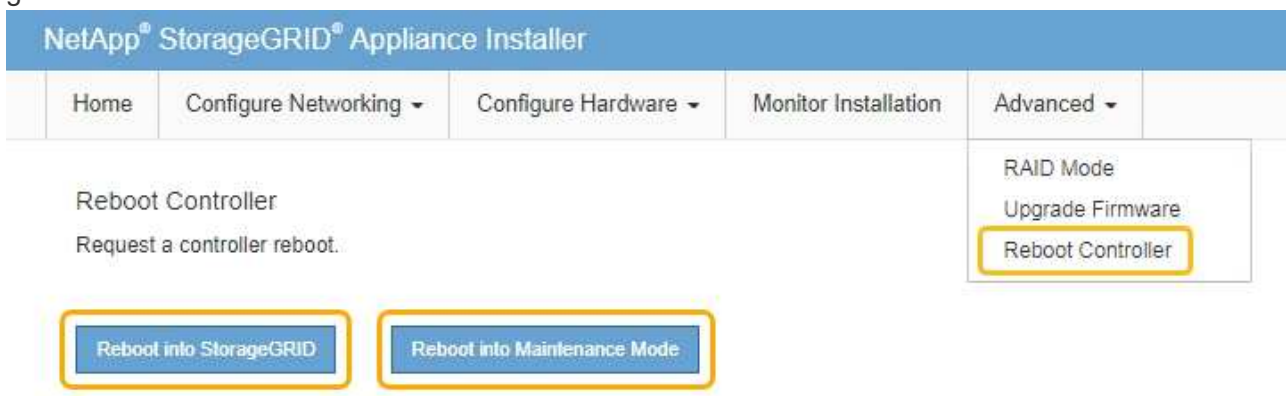 NetApp® StorageGRID® Appliance Installer
Home Configure Networking Configure Hardware Monitor Installation Advanced
RAID Mode
Upgrade Firmware
Reboot Controller
Reboot Controller
Request a controller reboot.
Reboot into StorageGRID Reboot into Maintenance Mode